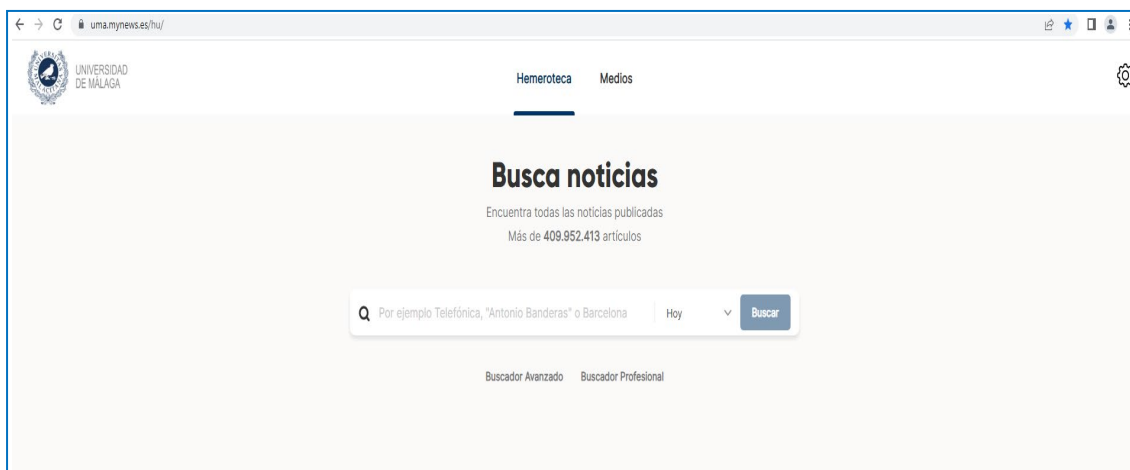 uma.mynews.es/hu/
UNIVERSIDAD
DE MÁLAGA
Hemeroteca Medios
Busca noticias
Encuentra todas las noticias publicadas
Más de 409.952.413 artículos
Por ejemplo Telefónica, "Antonio Banderas" o Barcelona Hoy Buscar
Buscador Avanzado Buscador Profesional